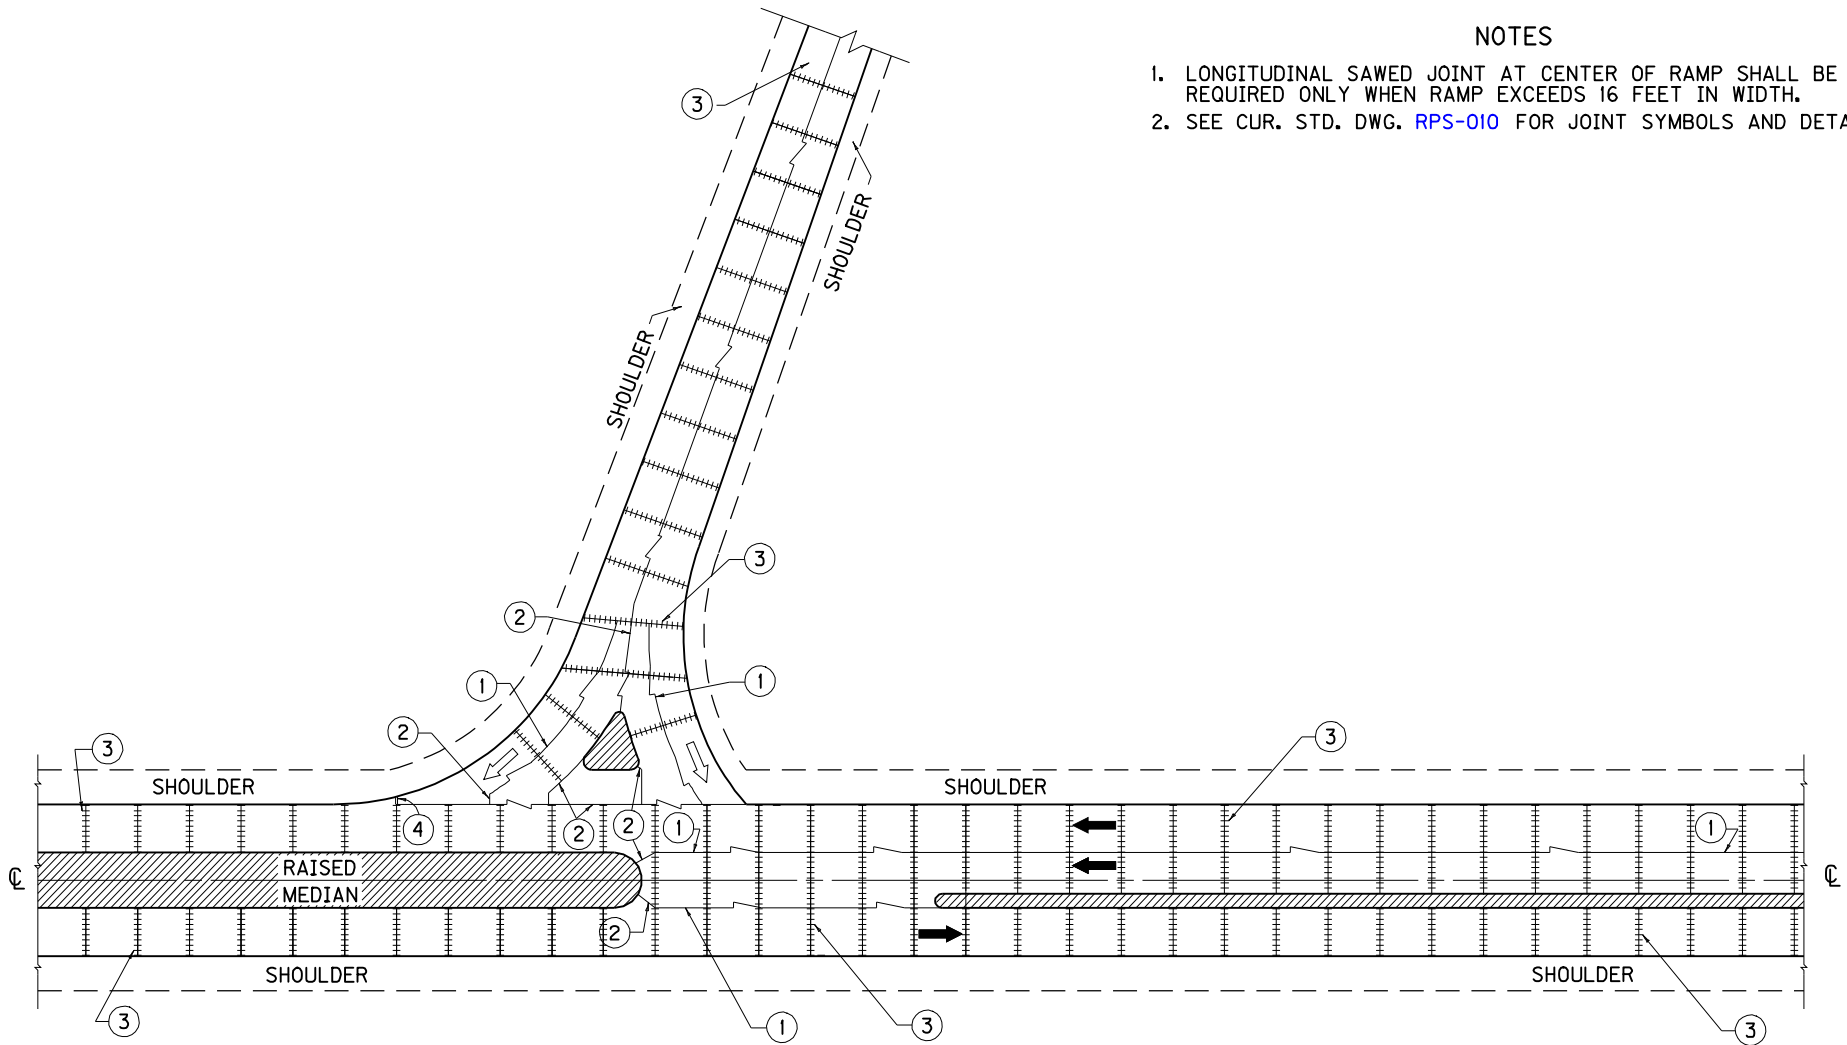 NOTES
1. LONGITUDINAL SAWED JOINT AT CENTER OF RAMP SHALL BE
REQUIRED ONLY WHEN RAMP EXCEEDS 16 FEET IN WIDTH.
2. SEE CUR. STD. DWG. RPS-010 FOR JOINT SYMBOLS AND DETA
3
SHOULDER
SHOULDER
3
2
1
1
2
3
3
SHOULDER
SHOULDER
4
2
2
1
1
RAISED
MEDIAN
℄
℄
2
SHOULDER
SHOULDER
3
1
3
3